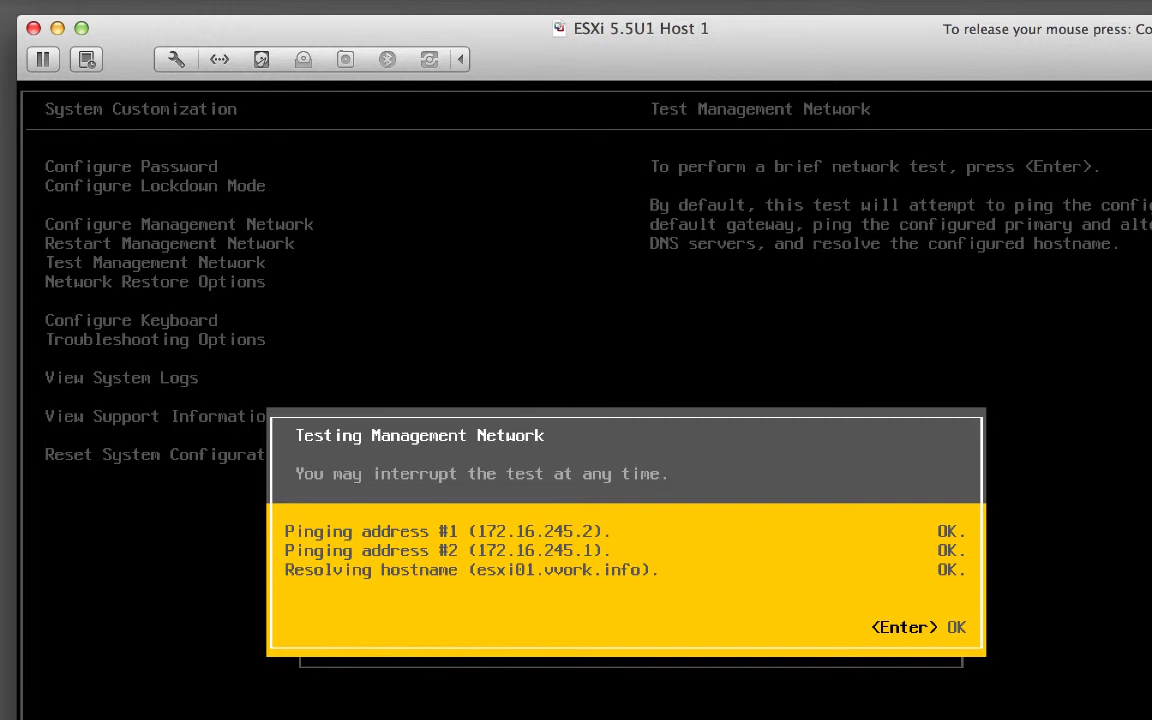 ESXi 5.5U1 Host 1
To release your mouse press: Co
System Customization
Test Management Network
Configure Password
Configure Lockdown Mode
Configure Management Network
Restart Management Network
Test Management Network
Network Restore Options
Configure Keyboard
Troubleshooting Options
View System Logs
View Support Informatio
Reset System Configurat
To perform a brief network test, press <Enter>.
By default, this test will attempt to ping the config
default gateway, ping the configured primary and alte
DNS servers, and resolve the configured hostname.
Testing Management Network
You may interrupt the test at any time.
Pinging address #1 (172.16.245.2). OK.
Pinging address #2 (172.16.245.1). OK.
Resolving hostname (esxi01.vvork.info). OK.
<Enter> OK